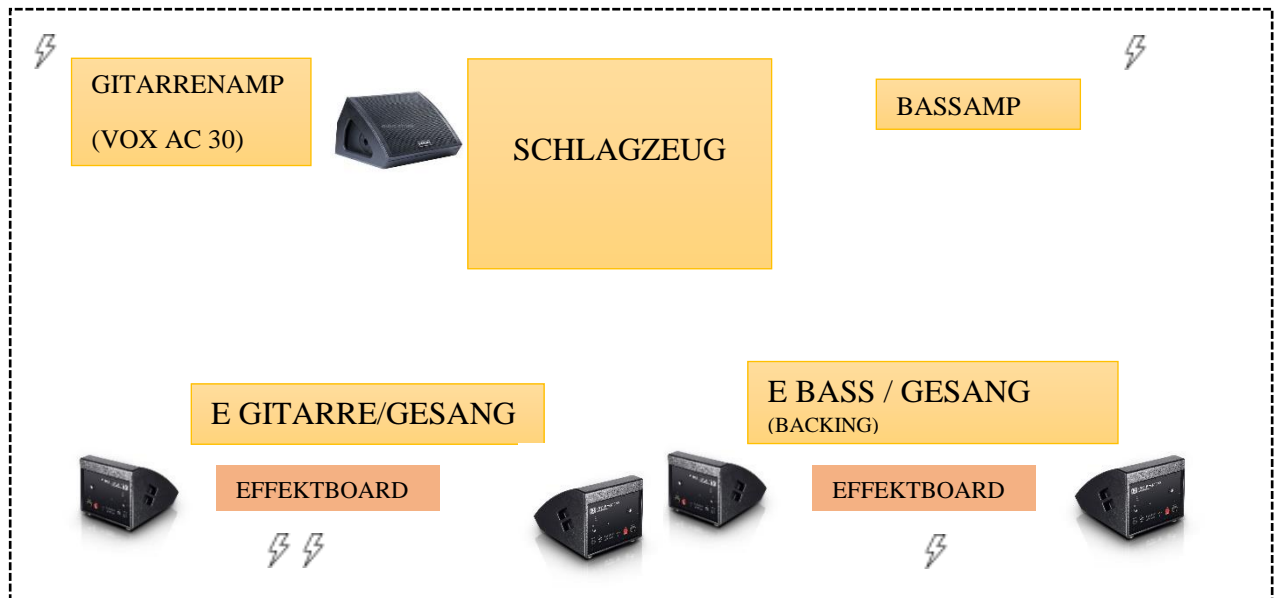 GITARRENAMP
(VOX AC 30)
SCHLAGZEUG
BASSAMP
E GITARRE/GESANG
E BASS / GESANG
(BACKING)
EFFEKTBOARD
EFFEKTBOARD